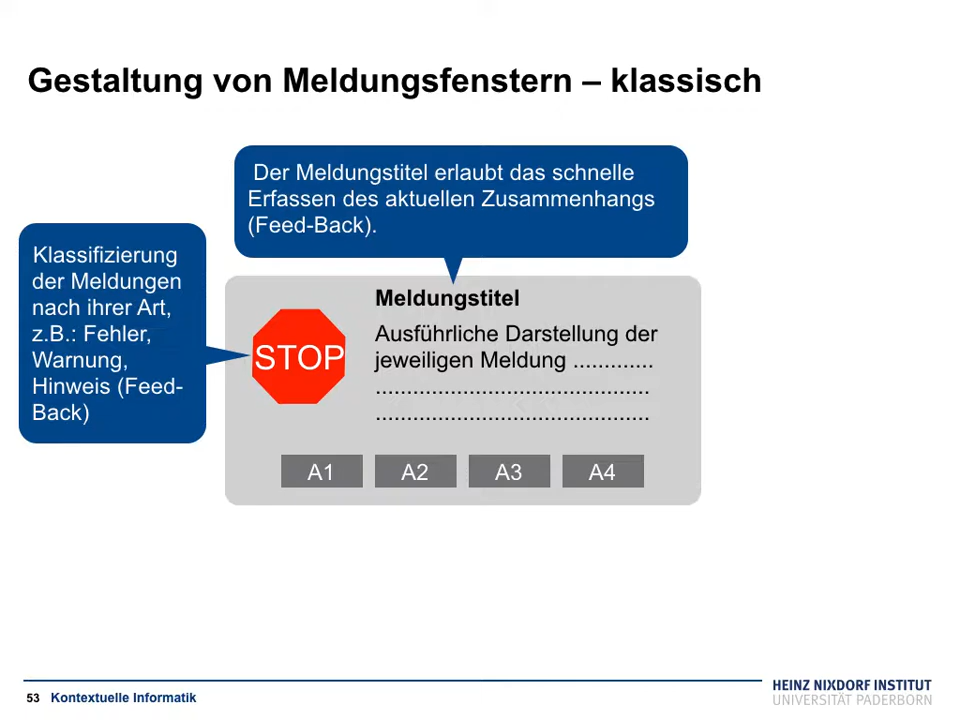 Gestaltung von Meldungsfenstern – klassisch
Der Meldungstitel erlaubt das schnelle
Erfassen des aktuellen Zusammenhangs
(Feed-Back).
Klassifizierung
der Meldungen
nach ihrer Art,
z.B.: Fehler,
Warnung,
Hinweis (Feed-
Back)
STOP
Meldungstitel
Ausführliche Darstellung der
jeweiligen Meldung .............
............................................
............................................
A1 A2 A3 A4
53 Kontextuelle Informatik
HEINZ NIXDORF INSTITUT
UNIVERSITÄT PADERBORN